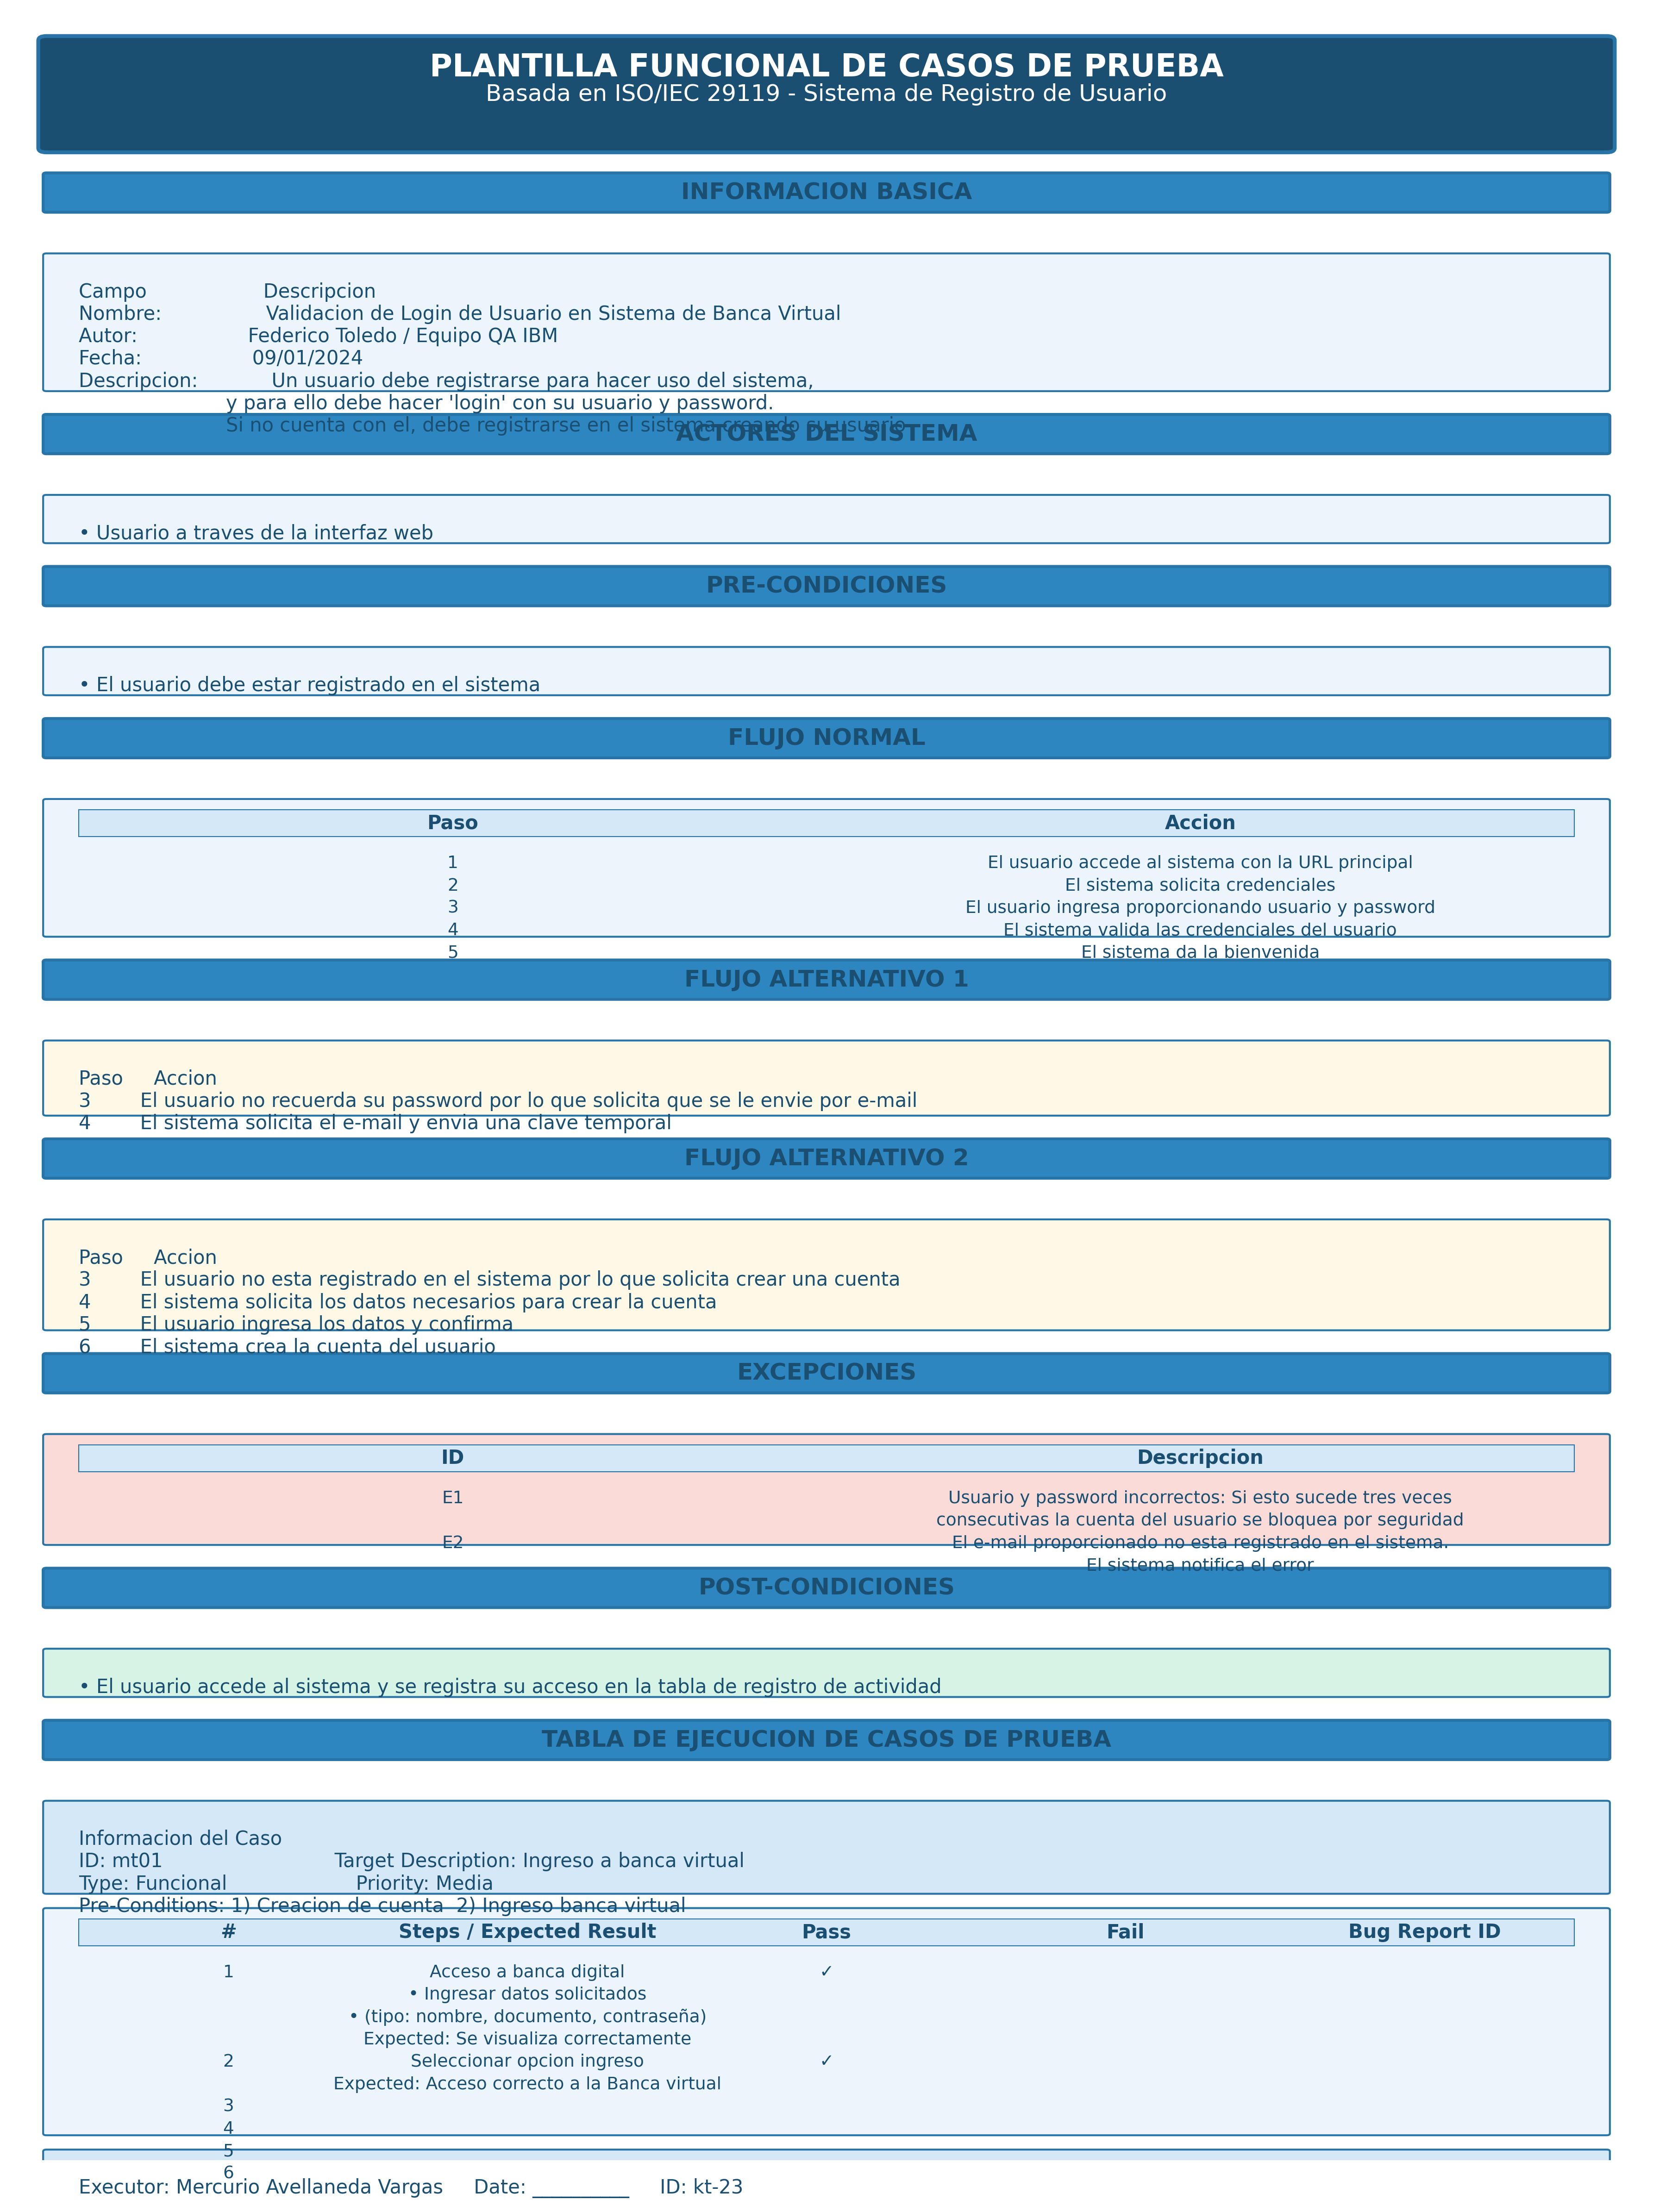 PLANTILLA FUNCIONAL DE CASOS DE PRUEBA
Basada en ISO/IEC 29119 - Sistema de Registro de Usuario
INFORMACION BASICA
Campo Descripcion
Nombre: Validacion de Login de Usuario en Sistema de Banca Virtual
Autor: Federico Toledo / Equipo QA IBM
Fecha: 09/01/2024
Descripcion: Un usuario debe registrarse para hacer uso del sistema,
y para ello debe hacer 'login' con su usuario y password.
Si no cuenta con el, debe registrarse en el sistema creando su usuario
ACTORES DEL SISTEMA
• Usuario a traves de la interfaz web
PRE-CONDICIONES
• El usuario debe estar registrado en el sistema
FLUJO NORMAL
Paso Accion
1 El usuario accede al sistema con la URL principal
2 El sistema solicita credenciales
3 El usuario ingresa proporcionando usuario y password
4 El sistema valida las credenciales del usuario
5 El sistema da la bienvenida
FLUJO ALTERNATIVO 1
Paso Accion
3 El usuario no recuerda su password por lo que solicita que se le envie por e-mail
4 El sistema solicita el e-mail y envia una clave temporal
FLUJO ALTERNATIVO 2
Paso Accion
3 El usuario no esta registrado en el sistema por lo que solicita crear una cuenta
4 El sistema solicita los datos necesarios para crear la cuenta
5 El usuario ingresa los datos y confirma
6 El sistema crea la cuenta del usuario
EXCEPCIONES
ID Descripcion
E1 Usuario y password incorrectos: Si esto sucede tres veces
consecutivas la cuenta del usuario se bloquea por seguridad
E2 El e-mail proporcionado no esta registrado en el sistema.
El sistema notifica el error
POST-CONDICIONES
• El usuario accede al sistema y se registra su acceso en la tabla de registro de actividad
TABLA DE EJECUCION DE CASOS DE PRUEBA
Informacion del Caso
ID: mt01 Target Description: Ingreso a banca virtual
Type: Funcional Priority: Media
Pre-Conditions: 1) Creacion de cuenta 2) Ingreso banca virtual
# Steps / Expected Result Pass Fail Bug Report ID
1 Acceso a banca digital ✓
• Ingresar datos solicitados
• (tipo: nombre, documento, contraseña)
Expected: Se visualiza correctamente
2 Seleccionar opcion ingreso ✓
Expected: Acceso correcto a la Banca virtual
3
4
5
6
Executor: Mercurio Avellaneda Vargas Date: __________ ID: kt-23